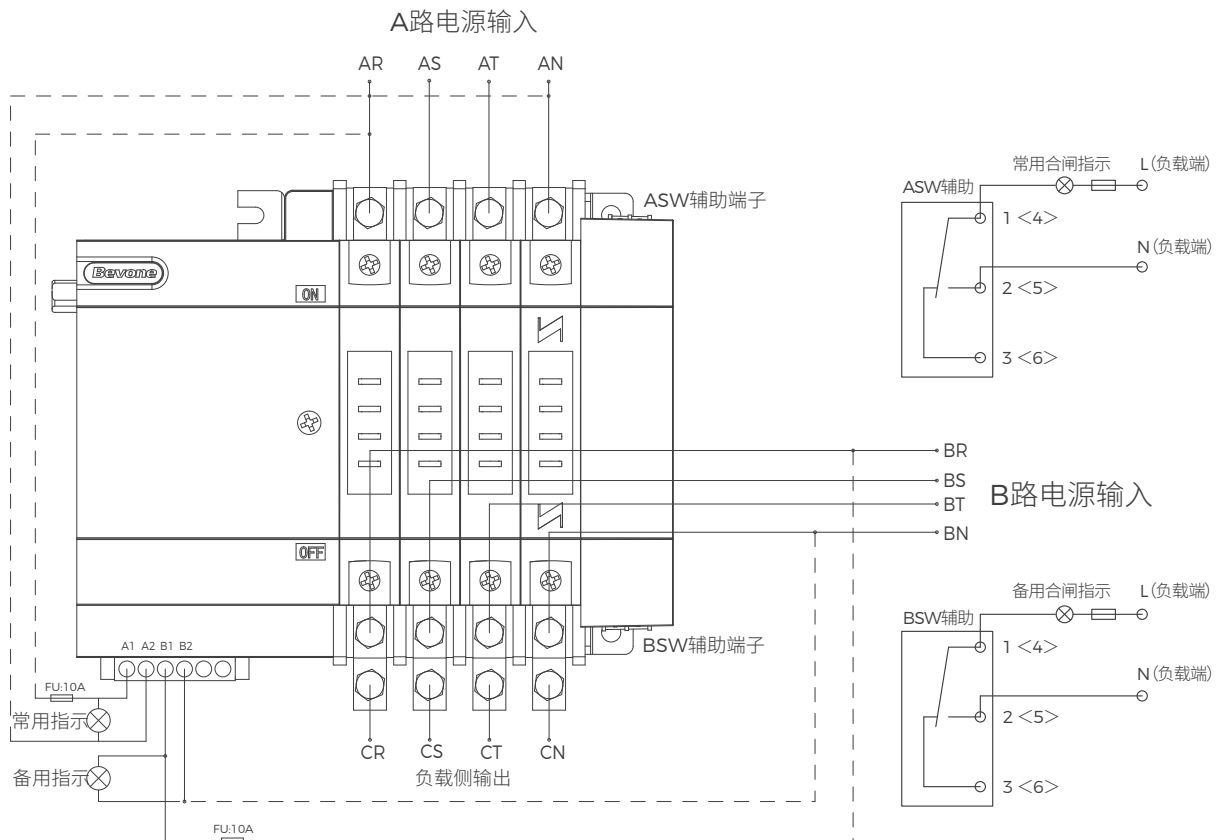 A路电源输入
AR AS AT AN
ASW辅助端子
Bevone
ON
OFF
A1 A2 B1 B2
FU:10A
常用指示
备用指示
FU:10A
CR CS CT CN
负载侧输出
BSW辅助端子
BR
BS
BT
BN
B路电源输入
常用合闸指示 L(负载端)
ASW辅助
1<4>
N(负载端)
2<5>
3<6>
备用合闸指示 L(负载端)
BSW辅助
1<4>
N(负载端)
2<5>
3<6>